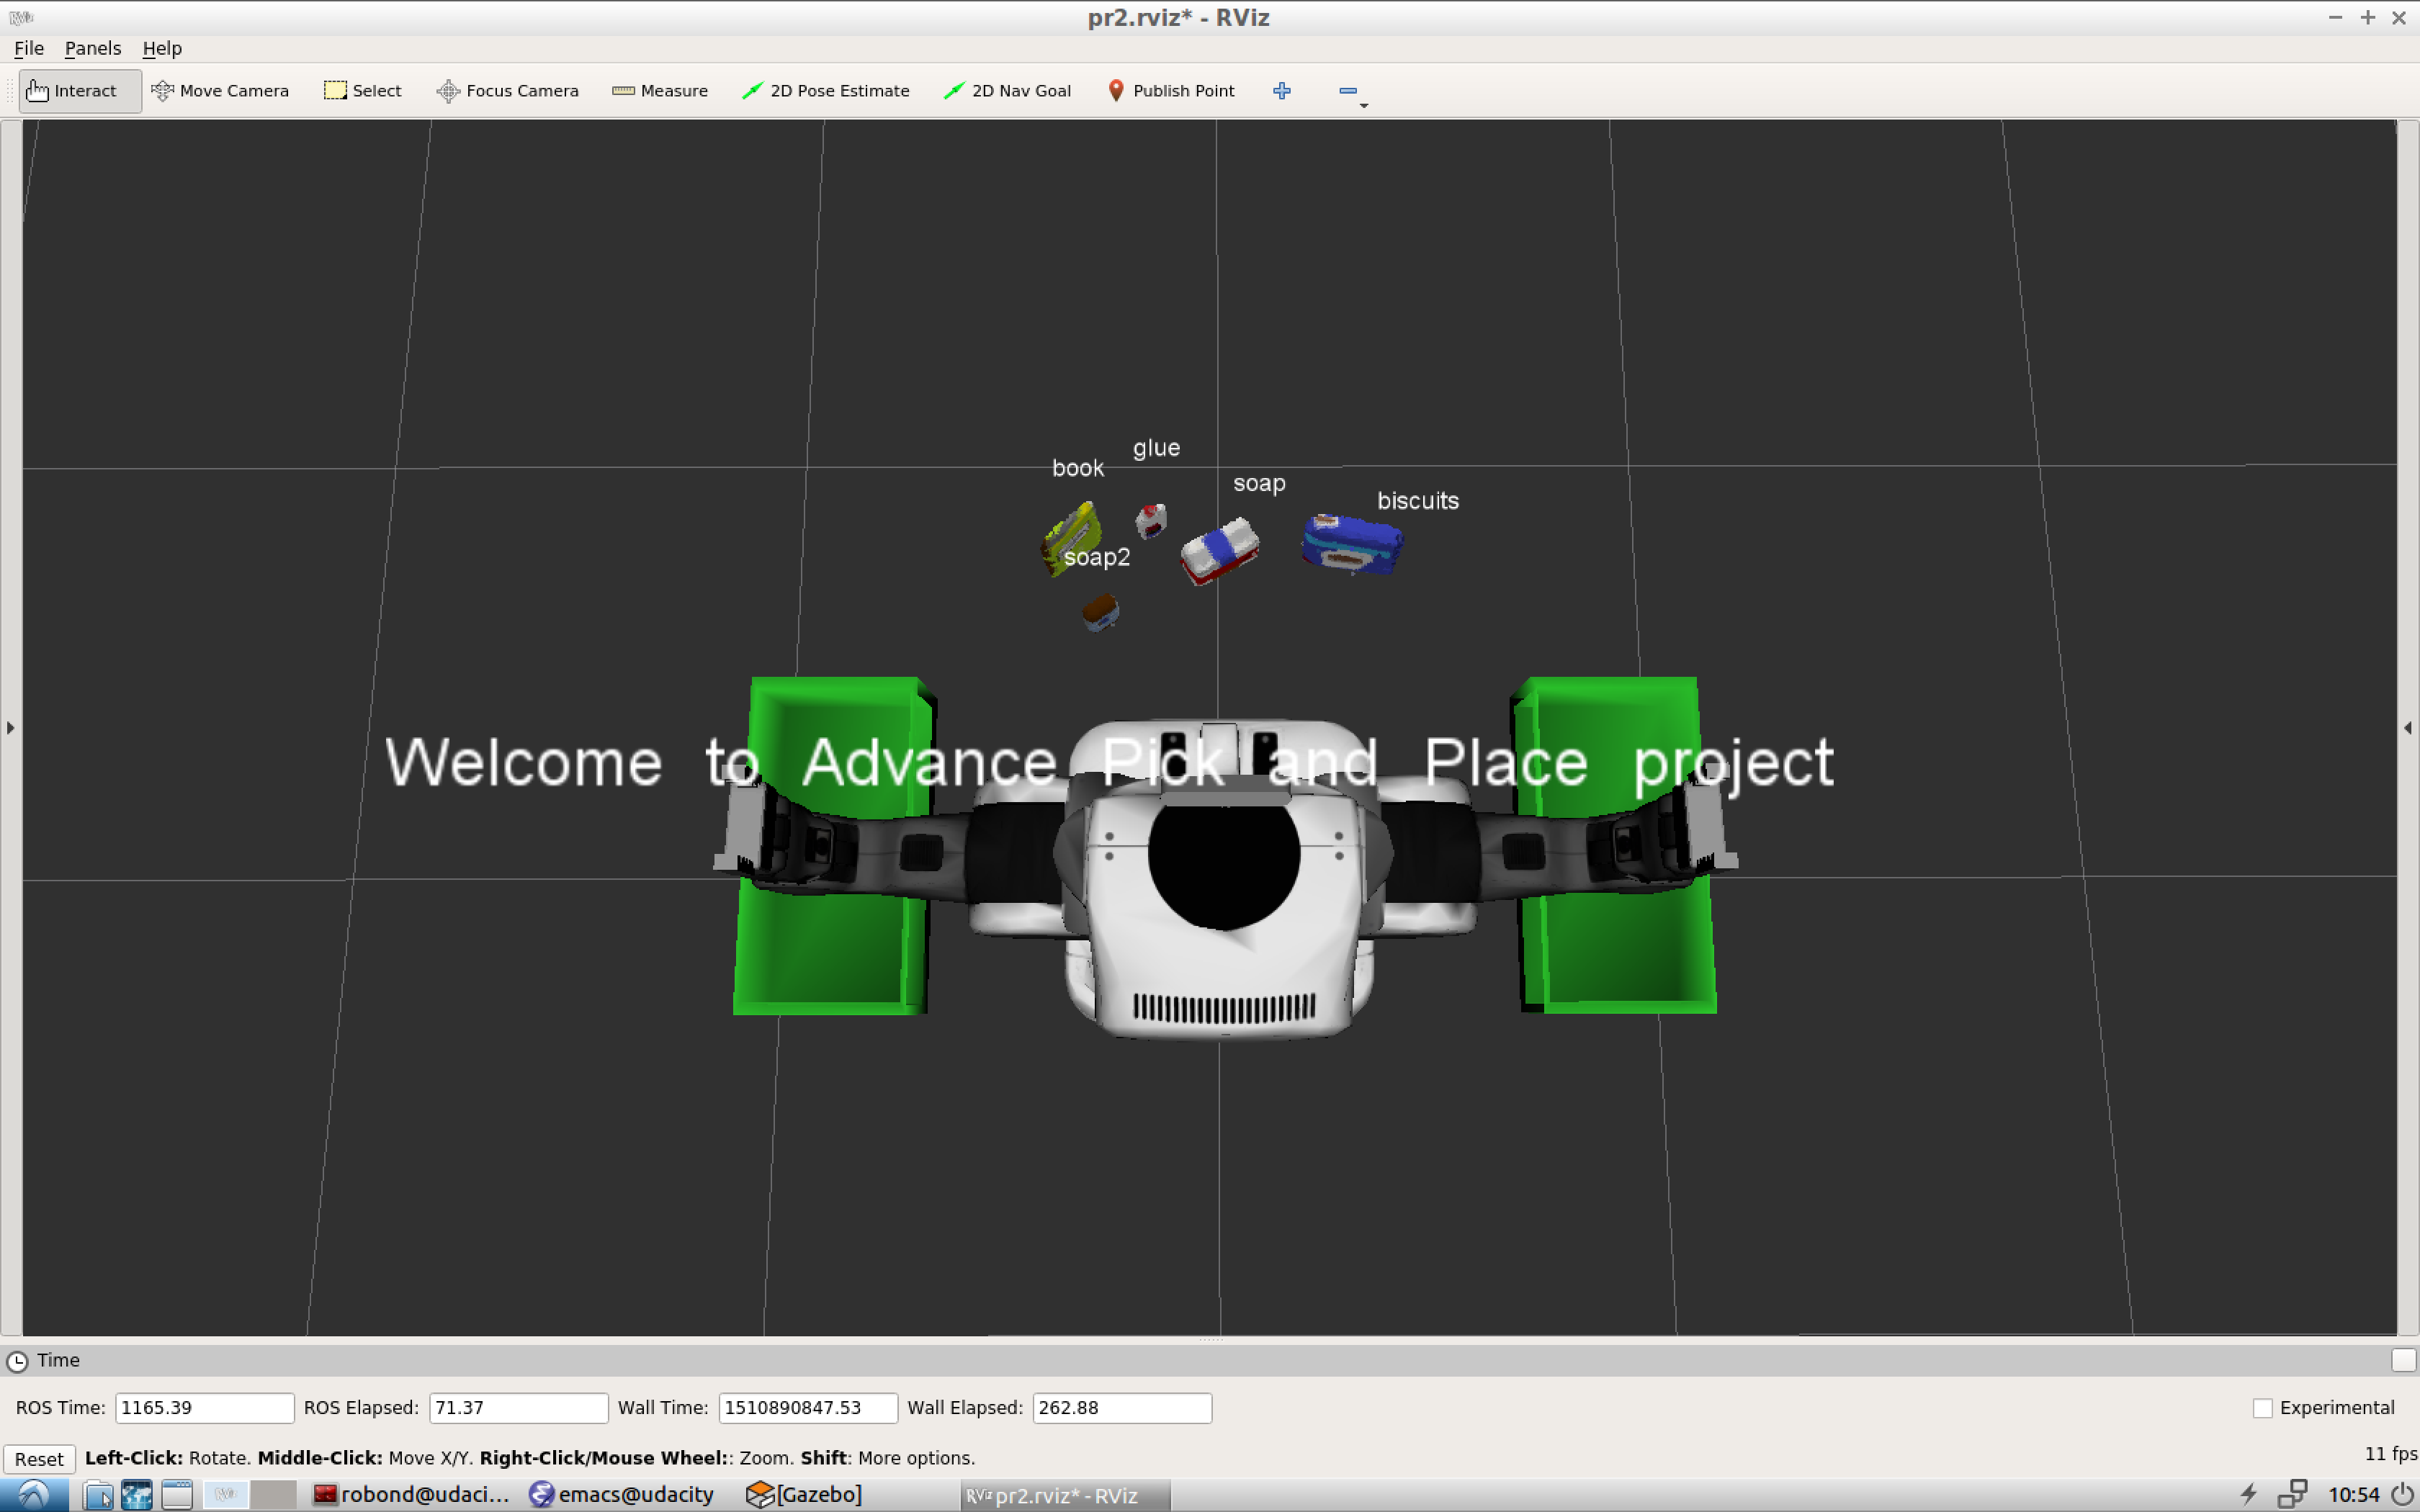 pr2.rviz* - RViz
File Panels Help
Interact Move Camera Select Focus Camera Measure 2D Pose Estimate 2D Nav Goal Publish Point
glue
book
soap
biscuits
soap2
Welcome to Advance Pick and Place project
Time
ROS Time: 1165.39 ROS Elapsed: 71.37 Wall Time: 1510890847.53 Wall Elapsed: 262.88 Experimental
Reset Left-Click: Rotate. Middle-Click: Move X/Y. Right-Click/Mouse Wheel:: Zoom. Shift: More options. 11 fps
robond@udaci... emacs@udacity [Gazebo] RViz pr2.rviz* - RViz 10:54